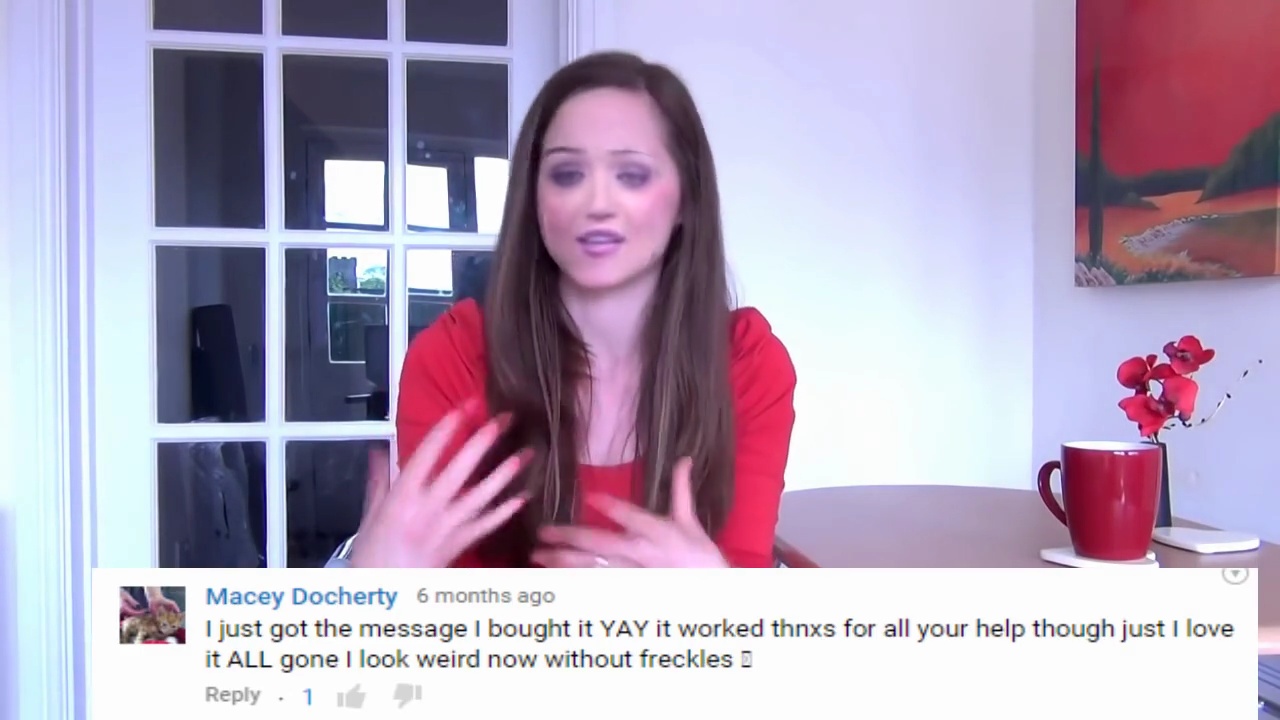 Macey Docherty 6 months ago
I just got the message I bought it YAY it worked thnxs for all your help though just I love
it ALL gone I look weird now without freckles
Reply . 1